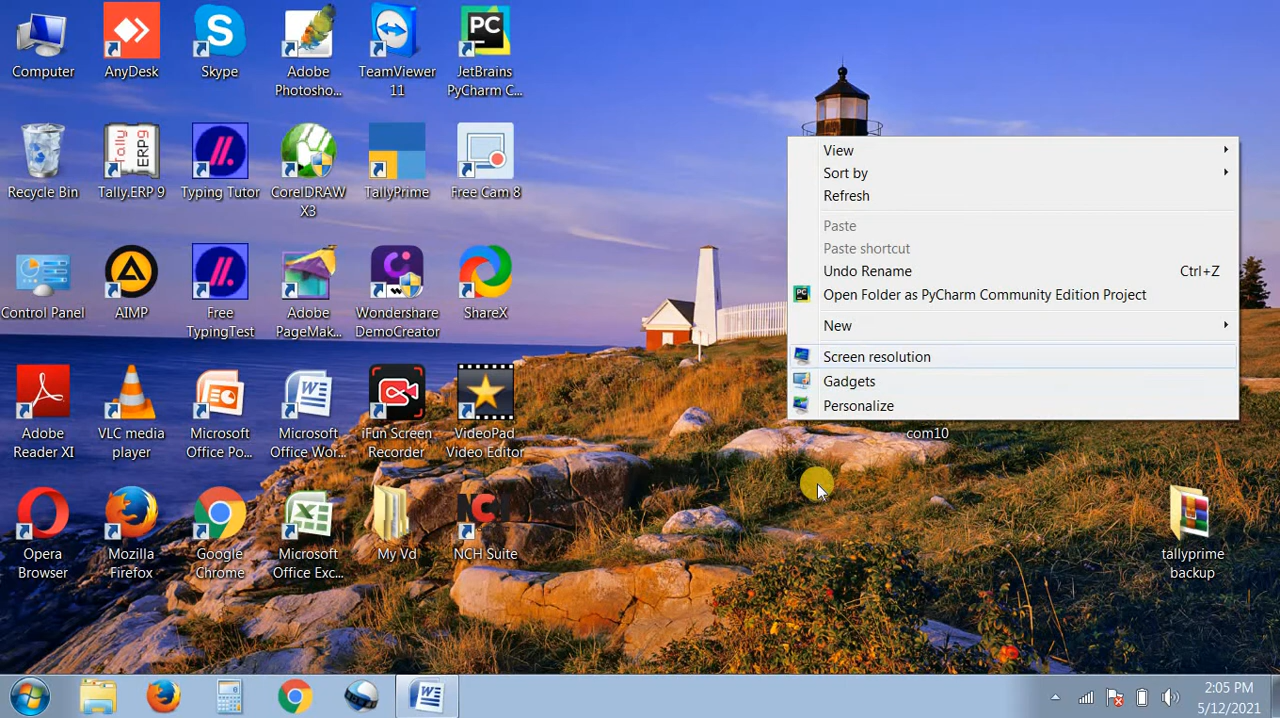 Computer
AnyDesk
Skype
Adobe
Photosho...
TeamViewer
11
PC
JetBrains
PyCharm C...
Recycle Bin
Tally
ERP9
Tally.ERP 9
Typing Tutor
CorelDRAW
X3
TallyPrime
Free Cam 8
Control Panel
AIMP
Free
TypingTest
Adobe
PageMak...
Wondershare
DemoCreator
ShareX
Adobe
Reader XI
VLC media
player
Microsoft
Office Po...
Microsoft
Office Wor...
iFun Screen
Recorder
VideoPad
Video Editor
Opera
Browser
Mozilla
Firefox
Google
Chrome
Microsoft
Office Exc...
My Vd
NCH Suite
View
Sort by
Refresh
Paste
Paste shortcut
Undo Rename Ctrl+Z
Open Folder as PyCharm Community Edition Project
New
Screen resolution
Gadgets
Personalize
com10
tallyprime
backup
2:05 PM
5/12/2021